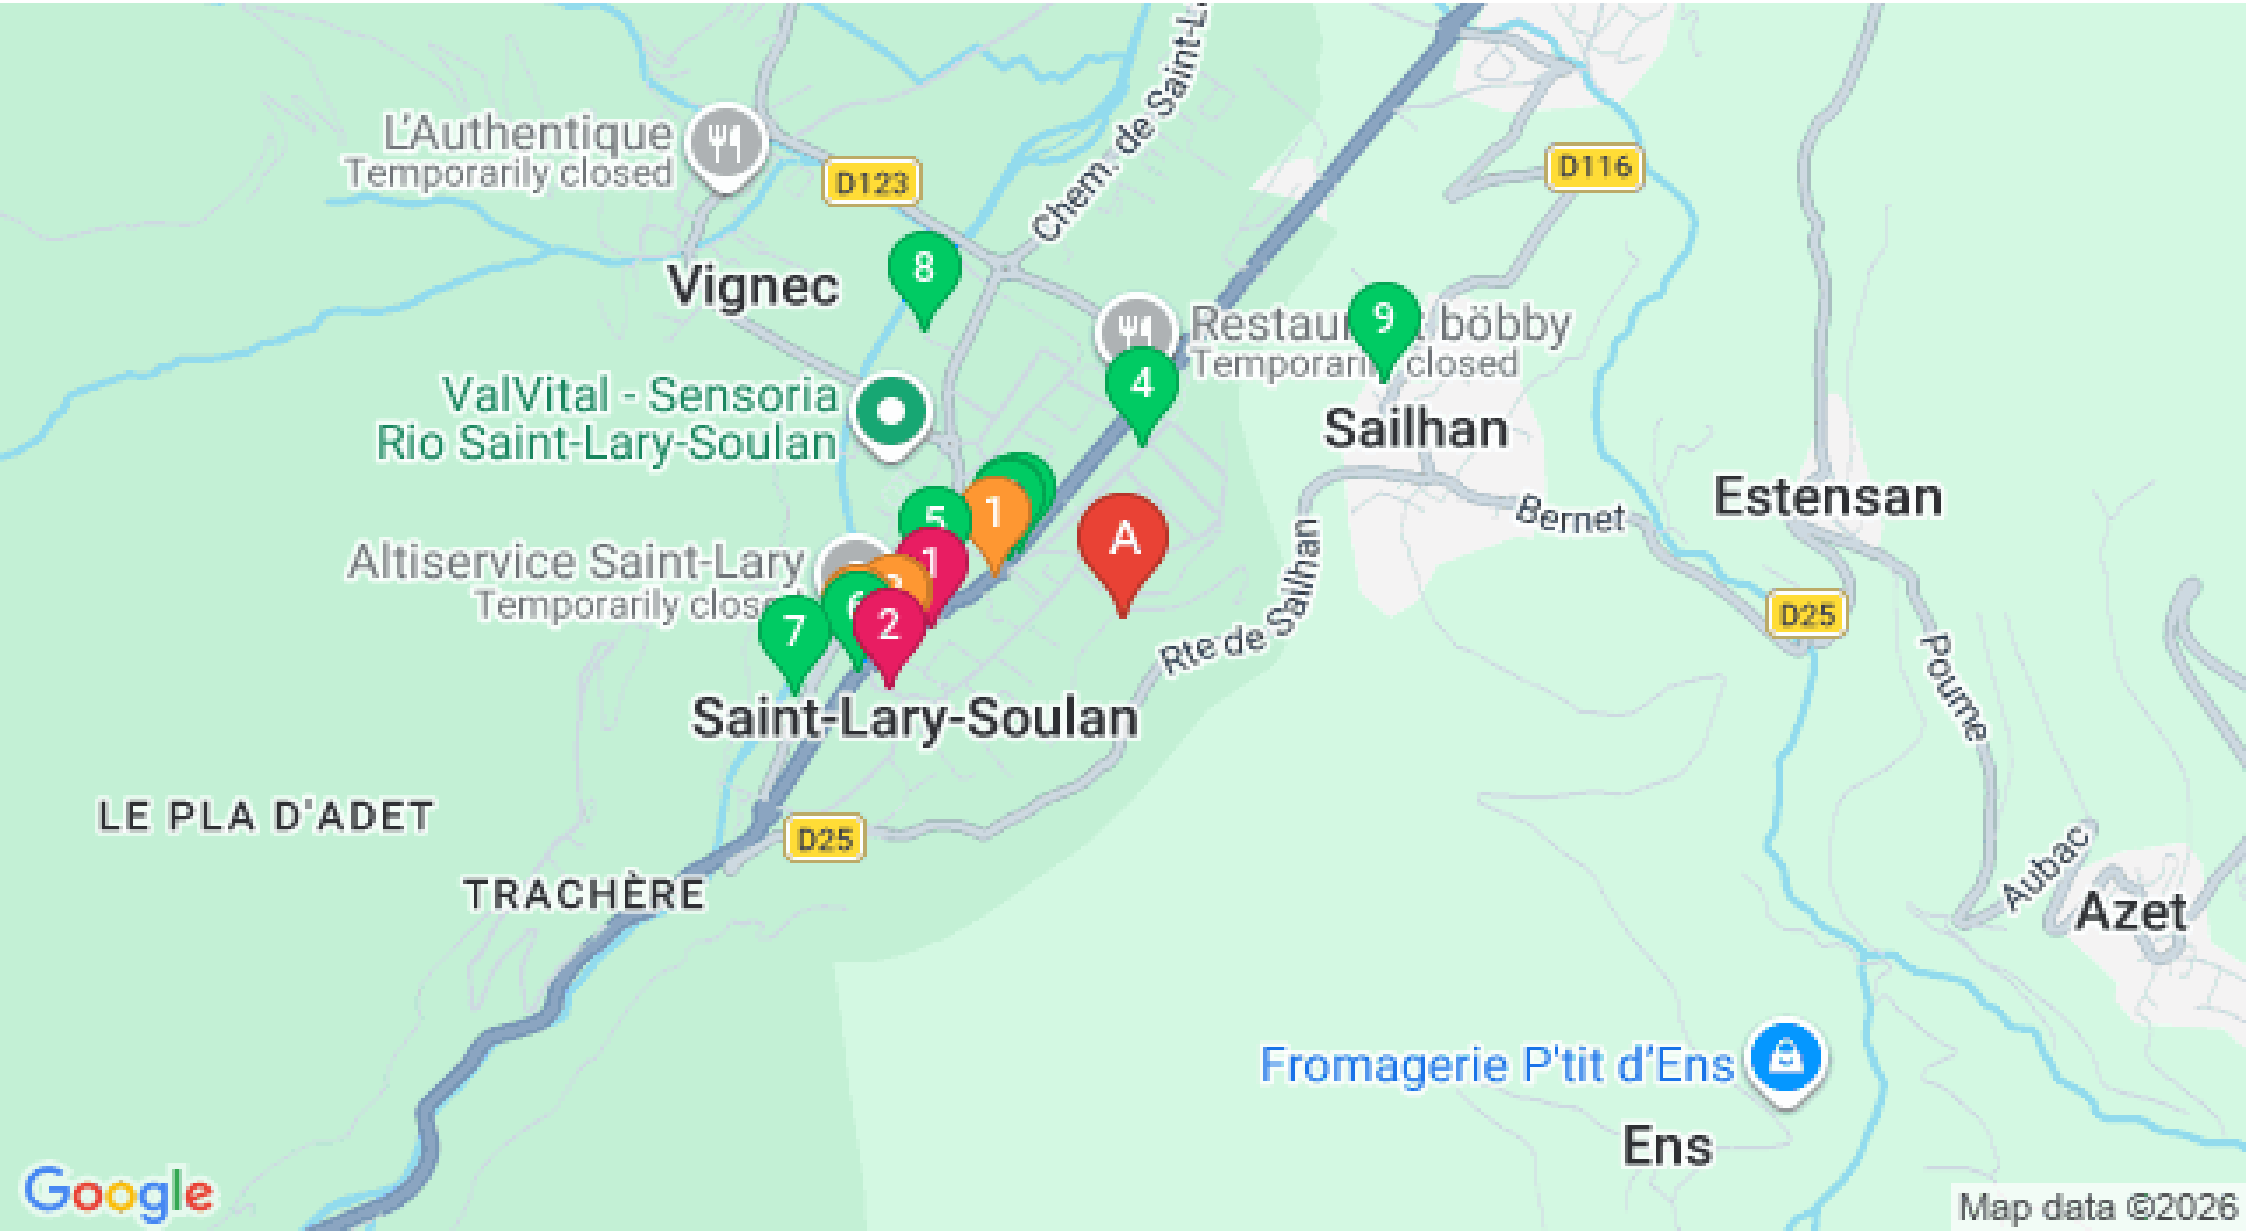 Chem. de Saint-L
L'Authentique
Temporarily closed
D123
D116
8
Vignec
9
Restau
böbby
Temporari
closed
4
Sailhan
ValVital - Sensoria
Rio Saint-Lary-Soulan
5
1
A
Bernet
Estensan
Altiservice Saint-Lary
Temporarily clos
1
6
2
7
Rte de Sailhan
D25
Poume
Saint-Lary-Soulan
LE PLA D'ADET
D25
TRACHÈRE
Aubac
Azet
Fromagerie P'tit d'Ens
Ens
Google
Map data ©2026